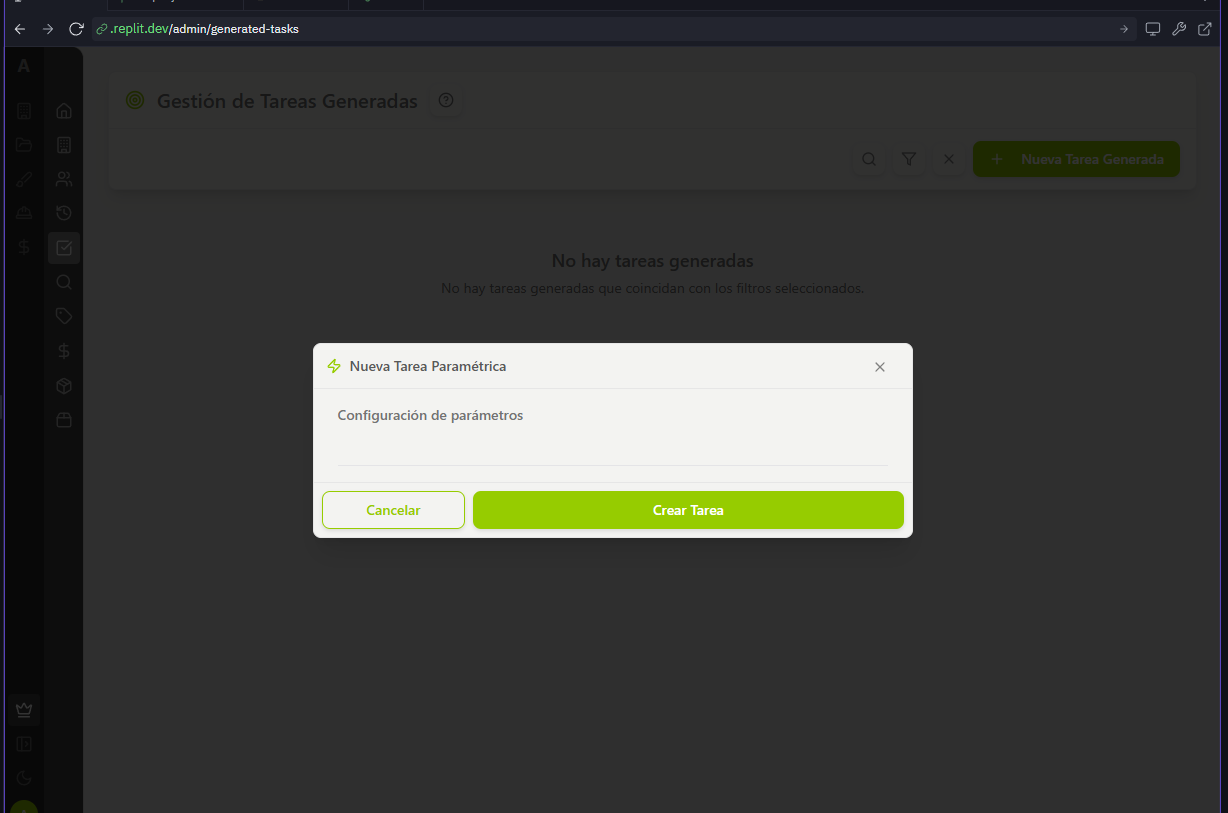 .replit.dev/admin/generated-tasks
A
Gestión de Tareas Generadas
Nueva Tarea Generada
No hay tareas generadas
No hay tareas generadas que coincidan con los filtros seleccionados.
Nueva Tarea Paramétrica
Configuración de parámetros
Cancelar
Crear Tarea